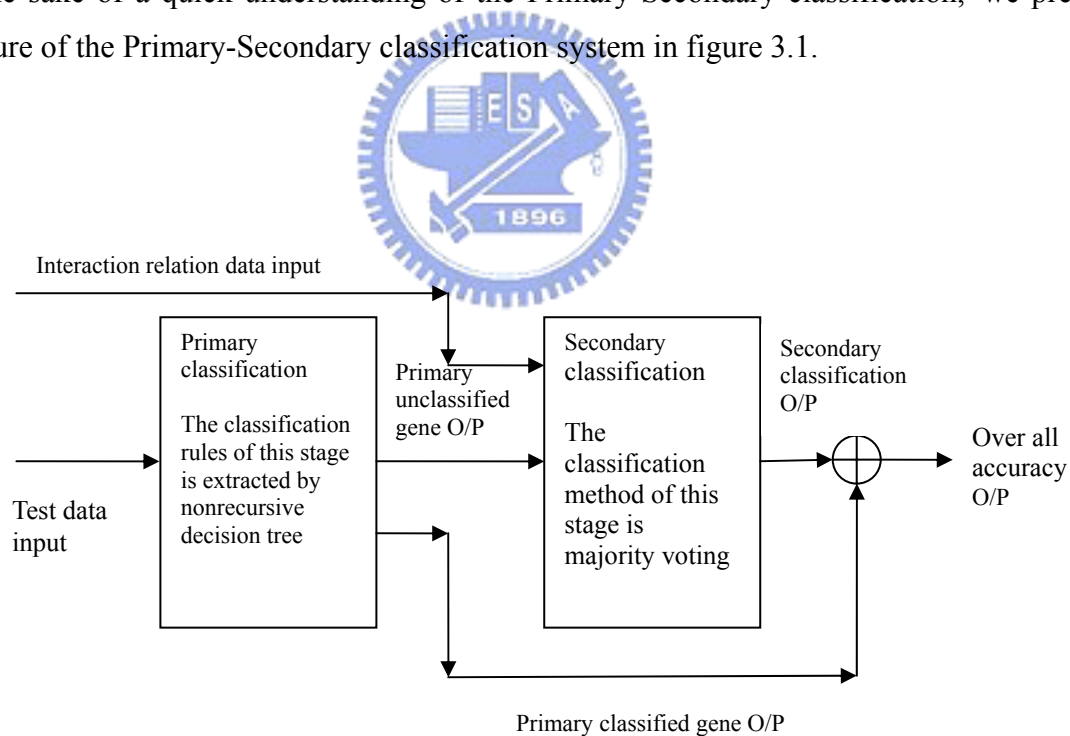 he sake of a quick understanding of the Primary-Secondary classification, we pre
ure of the Primary-Secondary classification system in figure 3.1.
E S A
1896
Interaction relation data input
Primary
classification
The classification
rules of this stage
is extracted by
nonrecursive
decision tree
Primary
unclassified
gene O/P
Secondary
classification
The
classification
method of this
stage is
majority voting
Secondary
classification
O/P
Over all
accuracy
O/P
Test data
input
Primary classified gene O/P